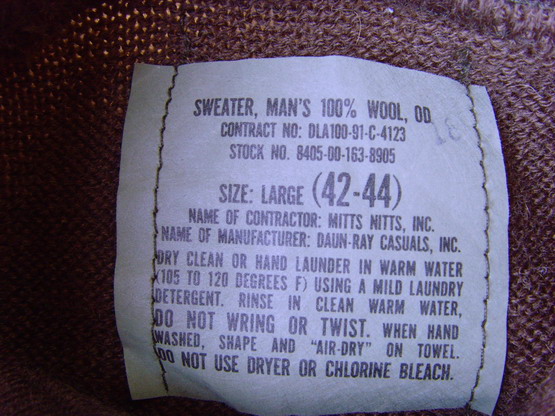 SWEATER, MAN'S 100% WOOL, OD
CONTRACT NO: DLA100-91-C-4123
STOCK NO. 8405-00-163-8905
SIZE: LARGE (42-44)
NAME OF CONTRACTOR: MITTS NITTS, INC.
NAME OF MANUFACTURER: DAUN-RAY CASUALS, INC.
DRY CLEAN OR HAND LAUNDER IN WARM WATER
(105 TO 120 DEGREES F) USING A MILD LAUNDRY
DETERGENT. RINSE IN CLEAN WARM WATER,
DO NOT WRING OR TWIST. WHEN HAND
WASHED, SHAPE AND "AIR-DRY" ON TOWEL.
DO NOT USE DRYER OR CHLORINE BLEACH.